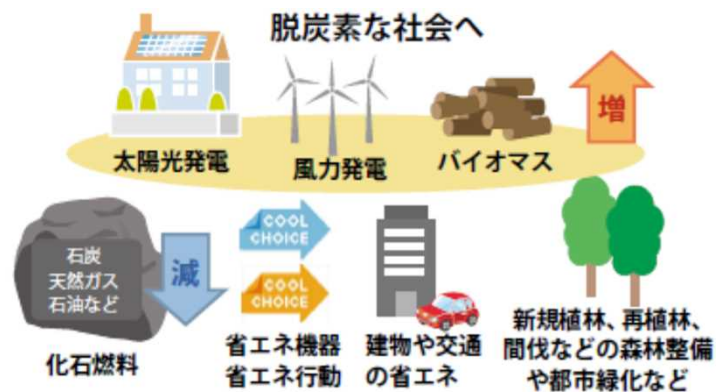 脱炭素な社会へ
増
太陽光発電
風力発電
バイオマス
石炭
天然ガス
石油など
減
COOL
CHOICE
COOL
CHOICE
化石燃料
省エネ機器
省エネ行動
建物や交通
の省エネ
新規植林、再植林、
間伐などの森林整備
や都市緑化など